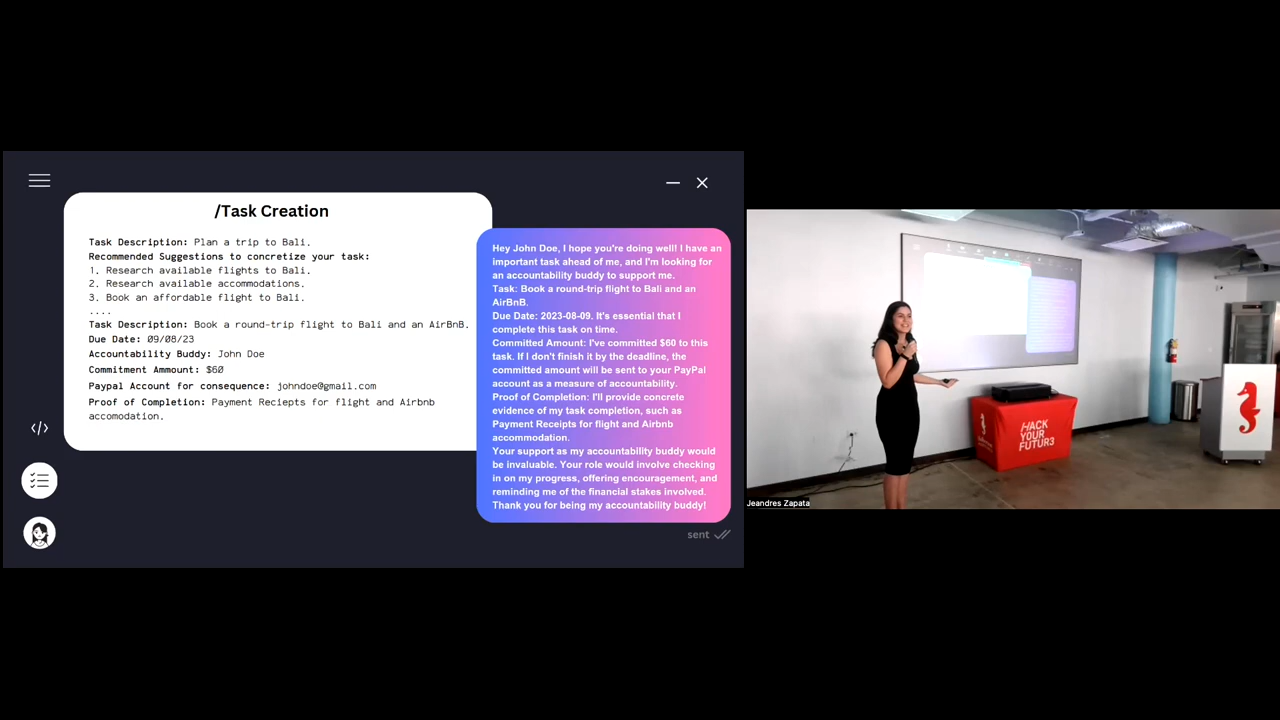 /Task Creation
Task Description: Plan a trip to Bali.
Recommended Suggestions to concretize your task:
1. Research available flights to Bali.
2. Research available accommodations.
3. Book an affordable flight to Bali.
....
Task Description: Book a round-trip flight to Bali and an AirBnB.
Due Date: 09/08/23
Accountability Buddy: John Doe
Commitment Ammount: $60
Paypal Account for consequence: johndoe@gmail.com
Proof of Completion: Payment Reciepts for flight and Airbnb
accomodation.
Hey John Doe, I hope you're doing well! I have an
important task ahead of me, and I'm looking for
an accountability buddy to support me.
Task: Book a round-trip flight to Bali and an
AirBnB.
Due Date: 2023-08-09. It's essential that I
complete this task on time.
Committed Amount: I've committed $60 to this
task. If I don't finish it by the deadline, the
committed amount will be sent to your PayPal
account as a measure of accountability.
Proof of Completion: I'll provide concrete
evidence of my task completion, such as
Payment Receipts for flight and Airbnb
accommodation.
Your support as my accountability buddy would
be invaluable. Your role would involve checking
in on my progress, offering encouragement, and
reminding me of the financial stakes involved.
Thank you for being my accountability buddy!
sent
</>
HACK
YOUR
FUTUR3
Jeandres Zapata